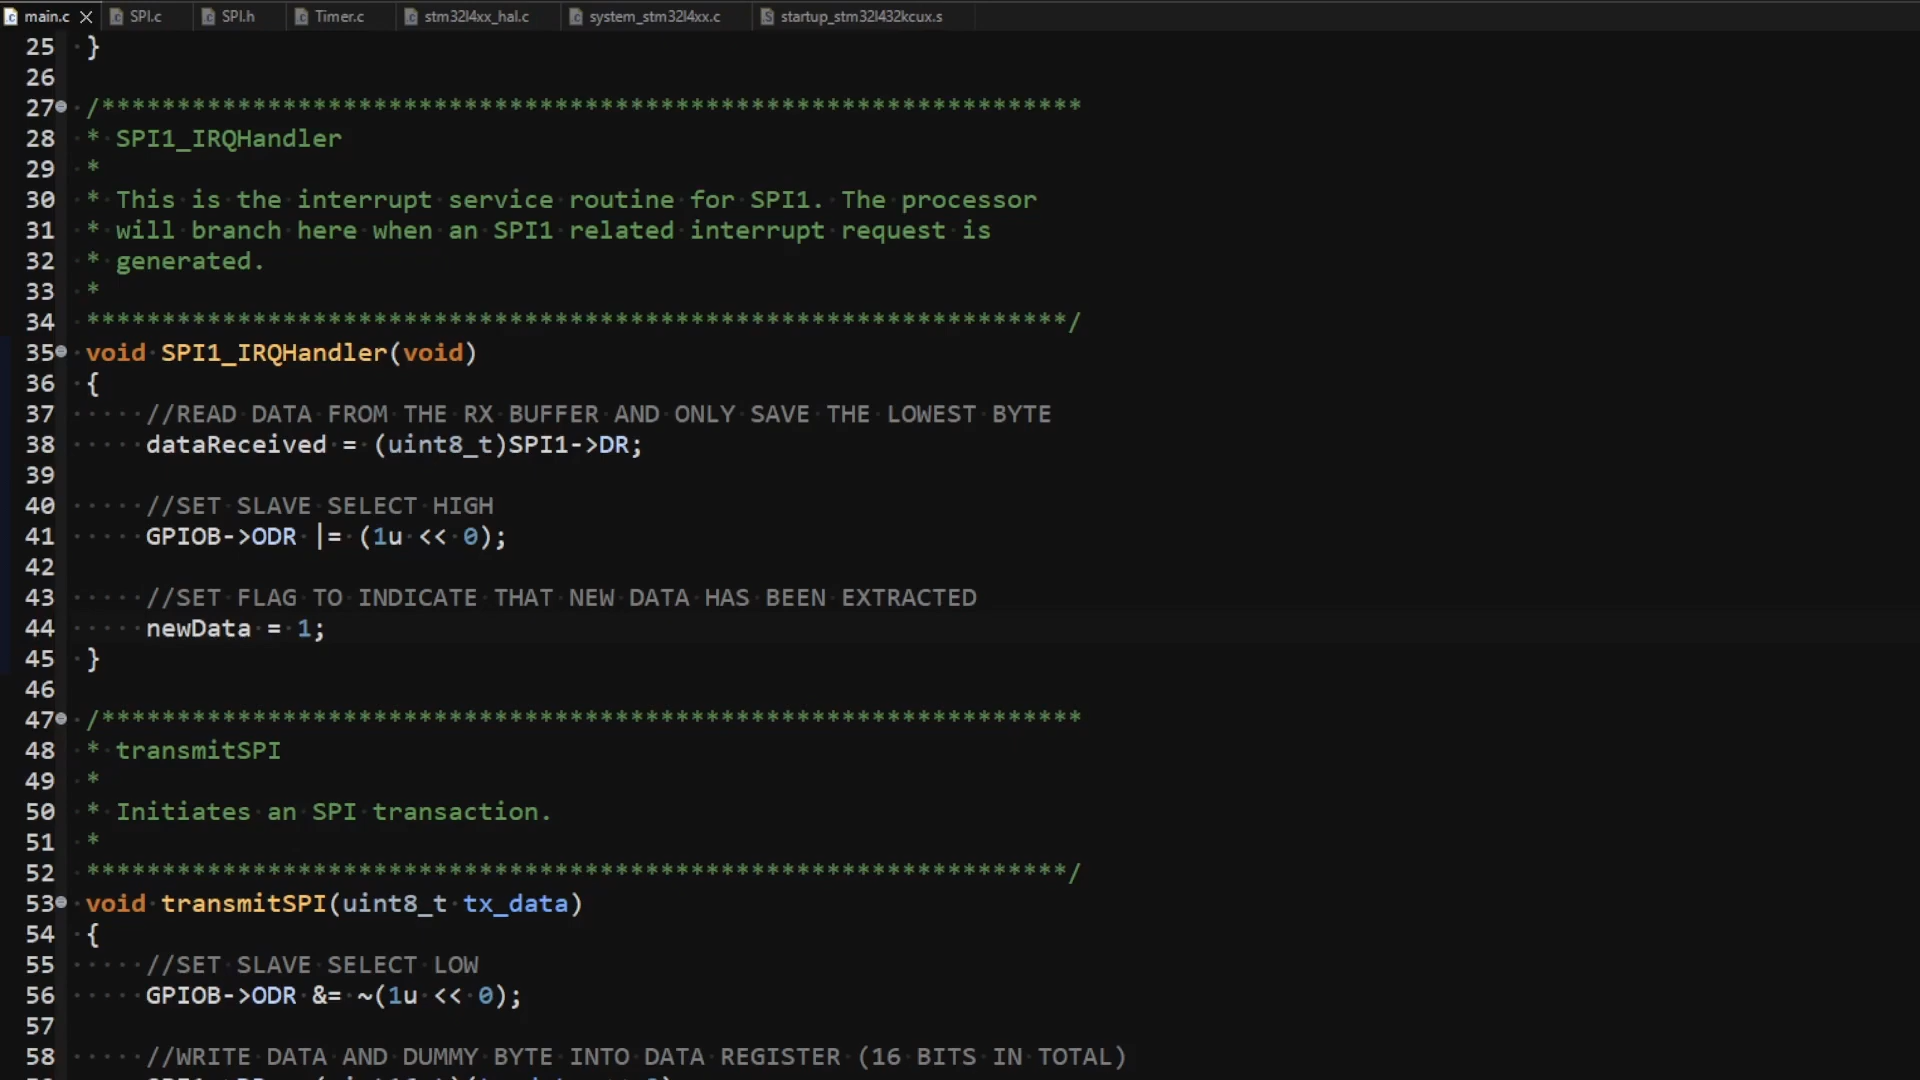 main.c SPI.c SPI.h Timer.c stm32l4xx_hal.c system_stm32l4xx.c startup_stm32l432kcux.s
25 }
26
27 /*****************************************************************
28 * SPI1_IRQHandler
29 *
30 * This is the interrupt service routine for SPI1. The processor
31 * will branch here when an SPI1 related interrupt request is
32 * generated.
33 *
34 *****************************************************************/
35 void SPI1_IRQHandler(void)
36 {
37 //READ DATA FROM THE RX BUFFER AND ONLY SAVE THE LOWEST BYTE
38 dataReceived = (uint8_t)SPI1->DR;
39
40 //SET SLAVE SELECT HIGH
41 GPIOB->ODR |= (1u << 0);
42
43 //SET FLAG TO INDICATE THAT NEW DATA HAS BEEN EXTRACTED
44 newData = 1;
45 }
46
47 /*****************************************************************
48 * transmitSPI
49 *
50 * Initiates an SPI transaction.
51 *
52 *****************************************************************/
53 void transmitSPI(uint8_t tx_data)
54 {
55 //SET SLAVE SELECT LOW
56 GPIOB->ODR &= ~(1u << 0);
57
58 //WRITE DATA AND DUMMY BYTE INTO DATA REGISTER (16 BITS IN TOTAL)